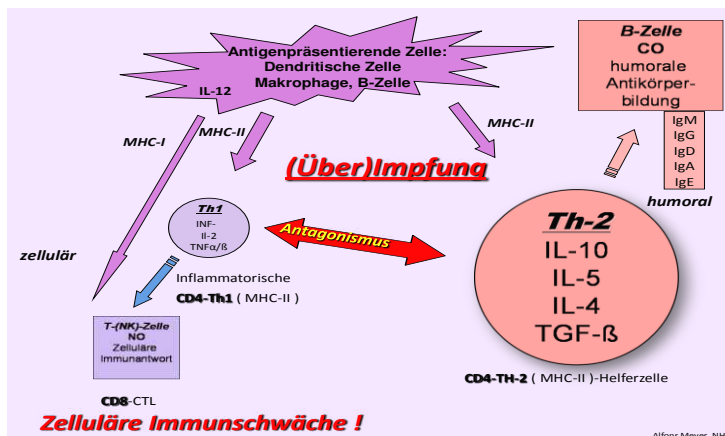 Antigenpräsentierende Zelle:
Dendritische Zelle
Makrophage, B-Zelle
IL-12
B-Zelle
CO
humorale
Antikörper-
bildung
MHC-I
MHC-II
MHC-II
IgM
IgG
IgD
IgA
IgE
humoral
(Über)Impfung
Th1
INF-
Il-2
TNFα/ß
Antagonismus
Th-2
IL-10
IL-5
IL-4
TGF-ß
zellulär
Inflammatorische
CD4-Th1 ( MHC-II )
T-(NK)-Zelle
NO
Zelluläre
Immunantwort
CD4-TH-2 ( MHC-II )-Helferzelle
CD8-CTL
Zelluläre Immunschwäche !
Alfons Meyer, NH